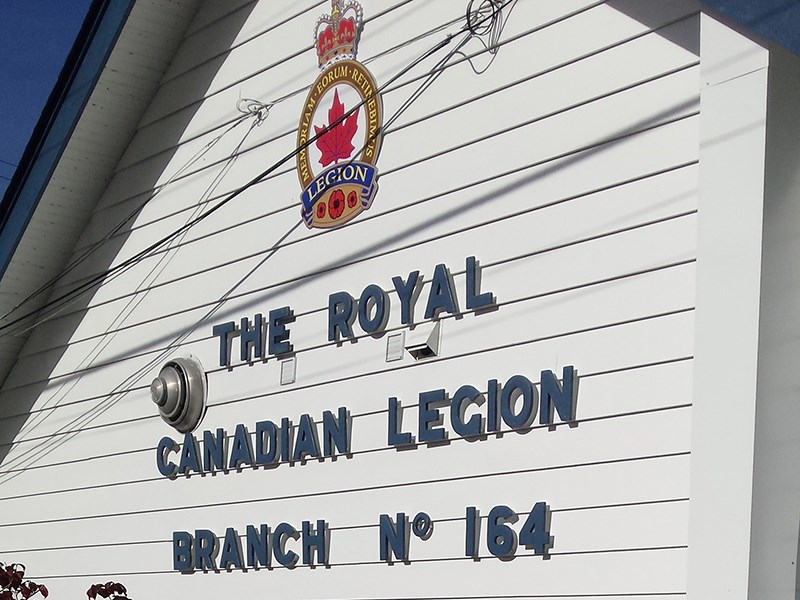 MEMORIAM · EORUM · RETINEBIMUS
LEGION
THE ROYAL
CANADIAN LEGION
BRANCH Nº 164